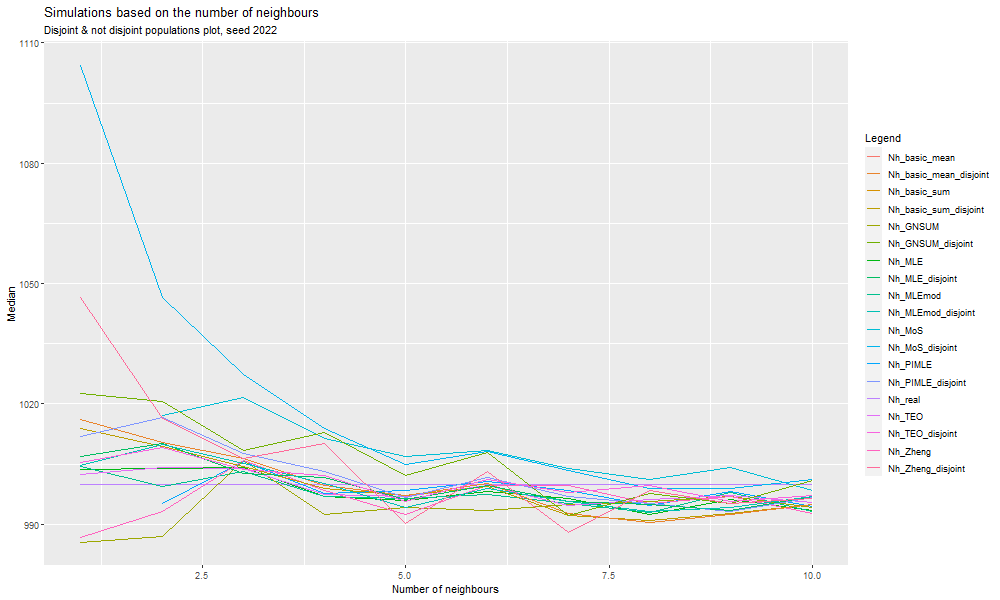 Simulations based on the number of neighbours
Disjoint & not disjoint populations plot, seed 2022
1110
1080
1050
1020
990
Median
2.5
5.0
7.5
10.0
Number of neighbours
Legend
Nh_basic_mean
Nh_basic_mean_disjoint
Nh_basic_sum
Nh_basic_sum_disjoint
Nh_GNSUM
Nh_GNSUM_disjoint
Nh_MLE
Nh_MLE_disjoint
Nh_MLEmod
Nh_MLEmod_disjoint
Nh_MoS
Nh_MoS_disjoint
Nh_PIMLE
Nh_PIMLE_disjoint
Nh_real
Nh_TEO
Nh_TEO_disjoint
Nh_Zheng
Nh_Zheng_disjoint